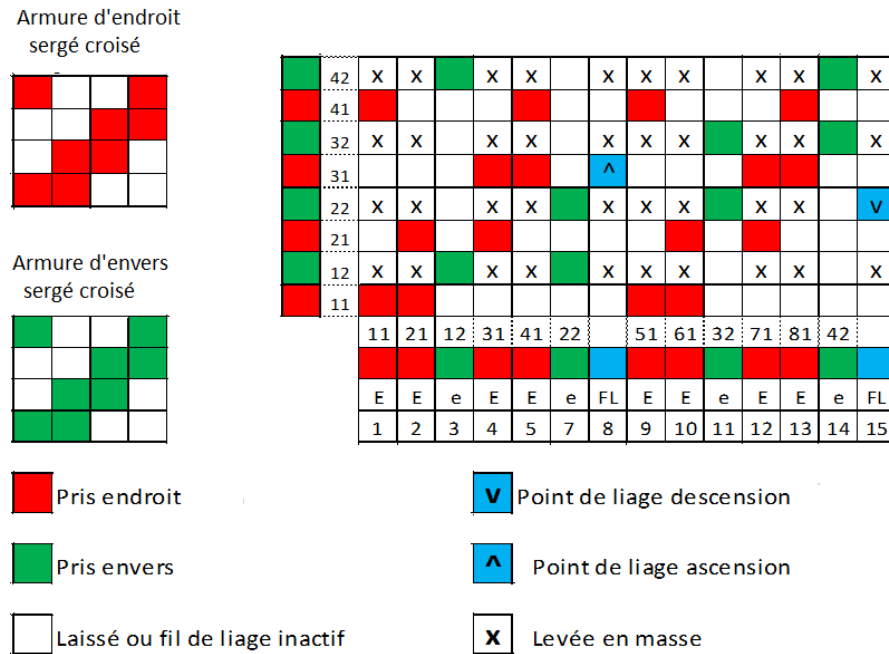 Armure d'endroit
sergé croisé
42 x x x x x x x x x x
41
32 x x x x x x x x x x
31 ^
22 x x x x x x x x x v
21
12 x x x x x x x x x x
11
11 21 12 31 41 22 51 61 32 71 81 42
E E e E E e FL E E e E E e FL
1 2 3 4 5 7 8 9 10 11 12 13 14 15
Armure d'envers
sergé croisé
Pris endroit
Pris envers
Laissé ou fil de liage inactif
v Point de liage descension
^ Point de liage ascension
x Levée en masse